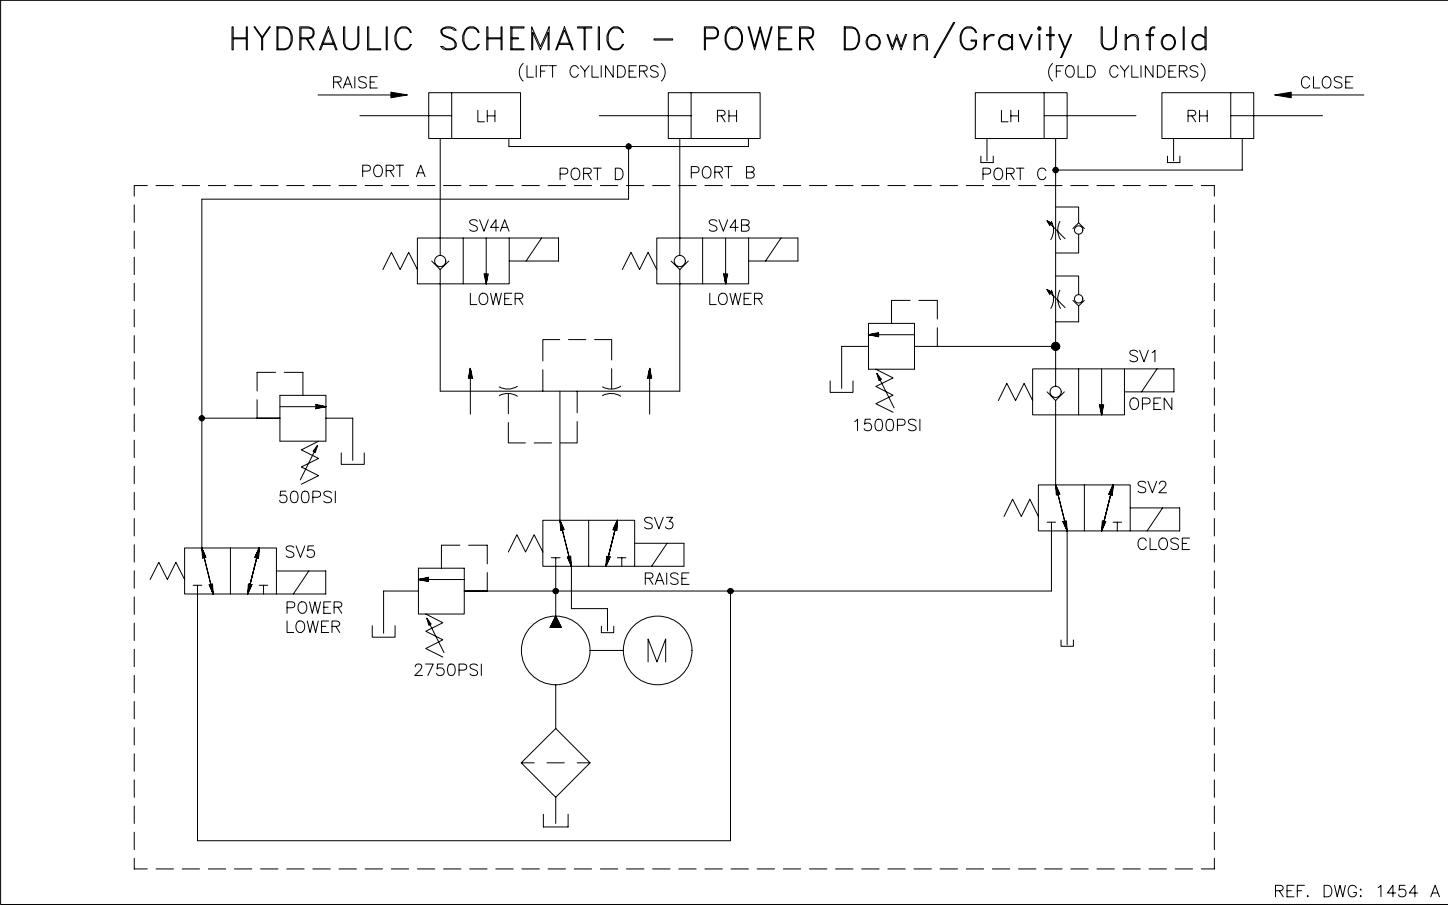 HYDRAULIC SCHEMATIC - POWER Down/Gravity Unfold
(LIFT CYLINDERS)
(FOLD CYLINDERS)
RAISE
CLOSE
LH
RH
LH
RH
PORT A
PORT D
PORT B
PORT C
SV4A
SV4B
LOWER
LOWER
SV1
OPEN
1500PSI
500PSI
SV2
CLOSE
SV3
RAISE
SV5
POWER
LOWER
M
2750PSI
REF. DWG: 1454 A